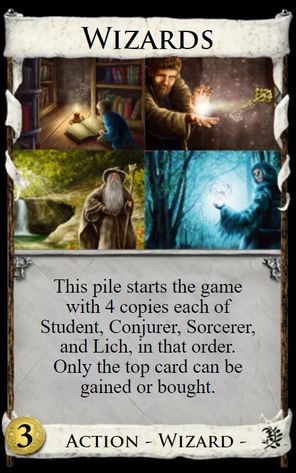 WIZARDS
This pile starts the game
with 4 copies each of
Student, Conjurer, Sorcerer,
and Lich, in that order.
Only the top card can be
gained or bought.
3
ACTION - WIZARD -